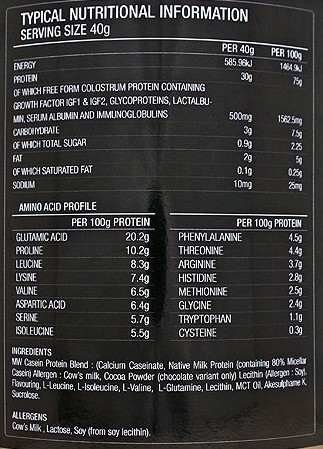 TYPICAL NUTRITIONAL INFORMATION
SERVING SIZE 40g
PER 40g PER 100g
ENERGY 585.96kJ 1464.9kJ
PROTEIN 30g 75g
OF WHICH FREE FORM COLOSTRUM PROTEIN CONTAINING
GROWTH FACTOR IGF1 & IGF2, GLYCOPROTEINS, LACTALBU-
MIN, SERUM ALBUMIN AND IMMUNOGLOBULINS 500mg 1562.5mg
CARBOHYDRATE 3g 7.5g
OF WHICH TOTAL SUGAR 0.9g 2.25
FAT 2g 5g
OF WHICH SATURATED FAT 0.1g 0.25g
SODIUM 10mg 25mg
AMINO ACID PROFILE
PER 100g PROTEIN PER 100g PROTEIN
GLUTAMIC ACID 20.2g PHENYLALANINE 4.5g
PROLINE 10.2g THREONINE 4.4g
LEUCINE 8.3g ARGININE 3.7g
LYSINE 7.4g HISTIDINE 2.8g
VALINE 6.5g METHIONINE 2.5g
ASPARTIC ACID 6.4g GLYCINE 2.4g
SERINE 5.7g TRYPTOPHAN 1.1g
ISOLEUCINE 5.5g CYSTEINE 0.3g
INGREDIENTS
MW Casein Protein Blend : (Calcium Caseinate, Native Milk Protein (containing 80% Micellar
Casein) Allergen : Cow's milk, Cocoa Powder (chocolate variant only) Lecithin (Allergen : Soy),
Flavouring, L-Leucine, L-Isoleucine, L-Valine, L-Glutamine, Lecithin, MCT Oil, Akesulphame K,
Sucrolose.
ALLERGENS
Cow's Milk , Lactose, Soy (from soy lecithin).